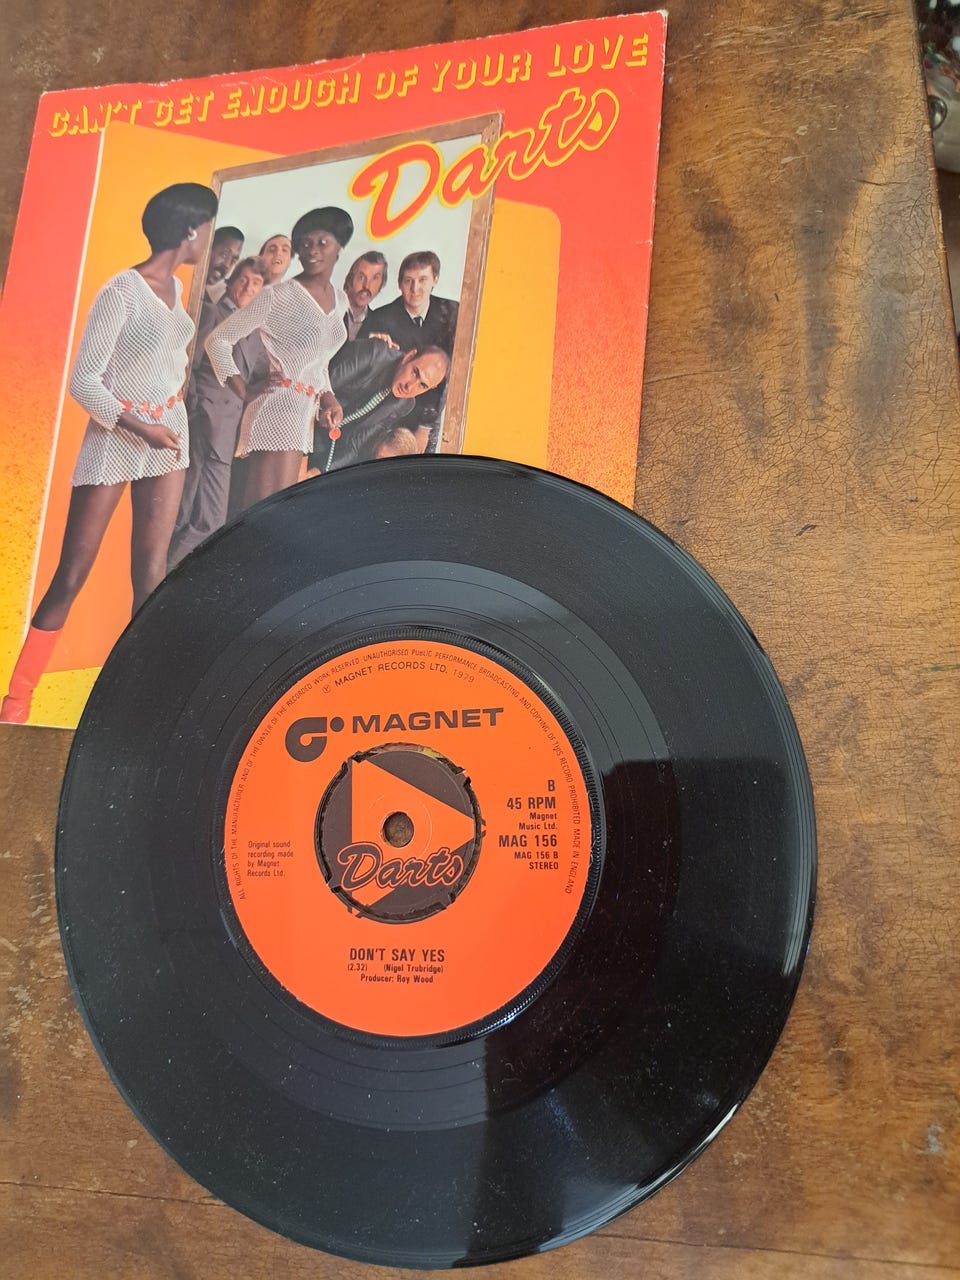 CAN'T GET ENOUGH OF YOUR LOVE
Darts
ALL RIGHTS OF THE MANUFACTURER AND OF THE OWNER OF THE RECORDED WORK RESERVED UNAUTHORISED PUBLIC PERFORMANCE BROADCASTING AND COPYING OF THIS RECORD PROHIBITED MADE IN ENGLAND
Ⓟ MAGNET RECORDS LTD. 1979
MAGNET
B
45 RPM
Magnet
Music Ltd.
MAG 156
MAG 156 B
STEREO
Original sound
recording made
by Magnet
Records Ltd.
Darts
DON'T SAY YES
(2.32) (Nigel Trubridge)
Producer: Roy Wood